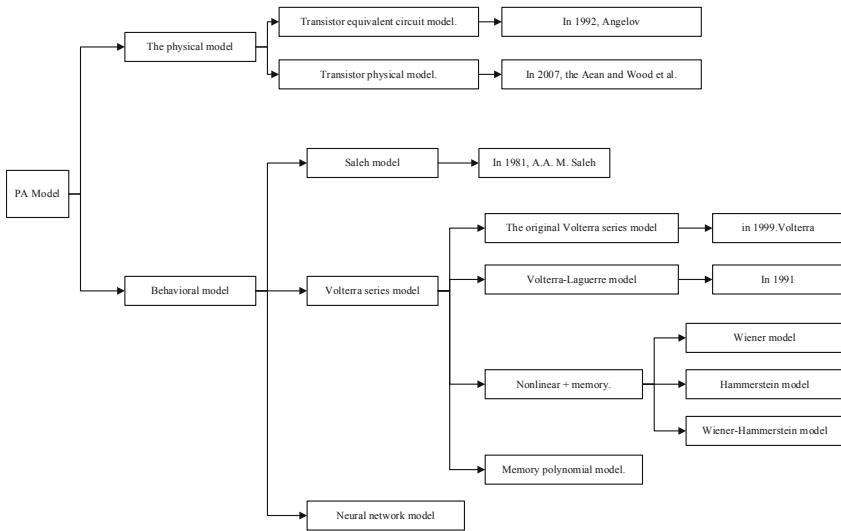 Transistor equivalent circuit model.
In 1992, Angelov
The physical model
Transistor physical model.
In 2007, the Aean and Wood et al.
Saleh model
In 1981, A.A. M. Saleh
PA Model
The original Volterra series model
in 1999.Volterra
Behavioral model
Volterra series model
Volterra-Laguerre model
In 1991
Wiener model
Nonlinear + memory.
Hammerstein model
Wiener-Hammerstein model
Memory polynomial model.
Neural network model